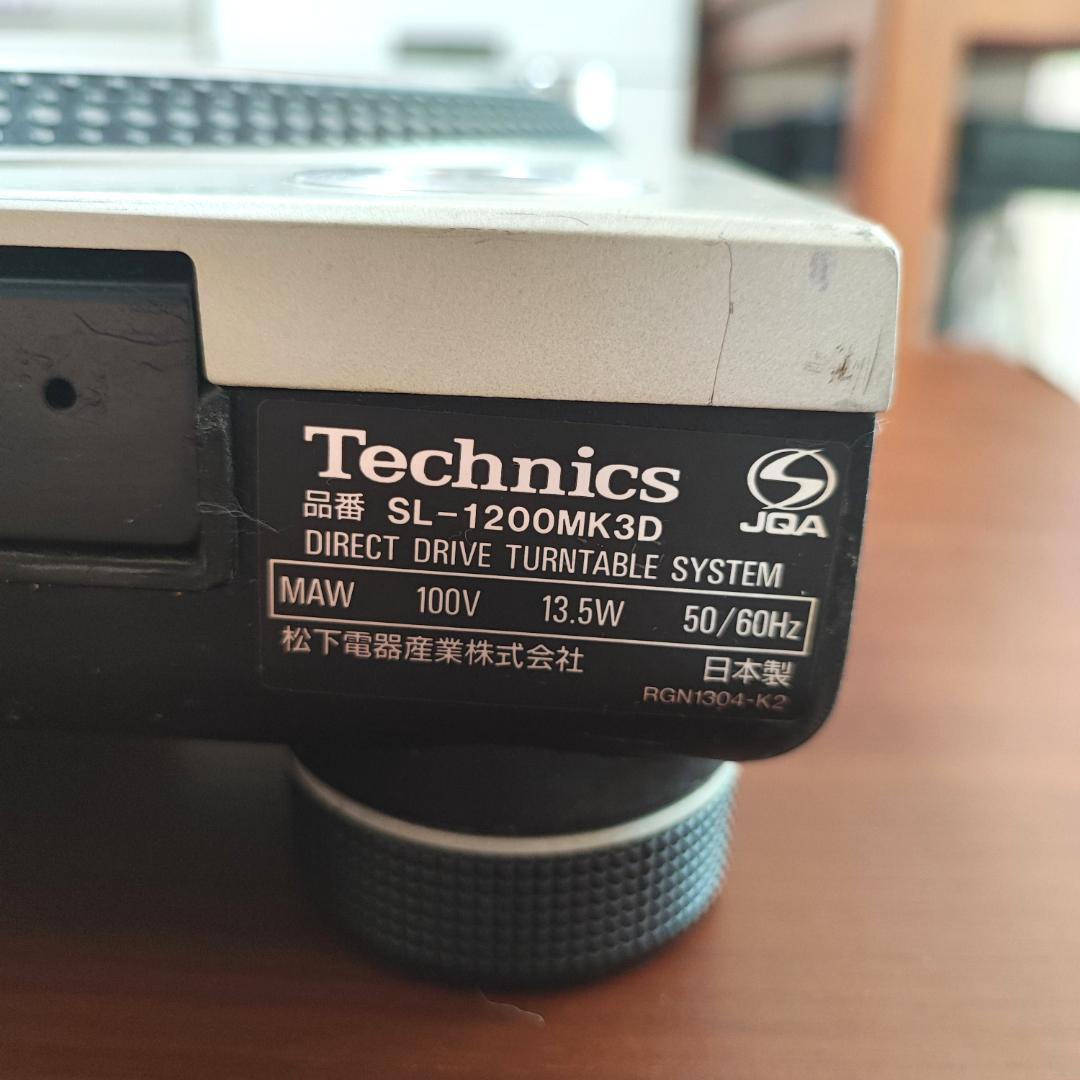 Technics
JQA
品番 SL-1200MK3D
DIRECT DRIVE TURNTABLE SYSTEM
MAW 100V 13.5W 50/60Hz
松下電器産業株式会社 日本製
RGN1304-K2